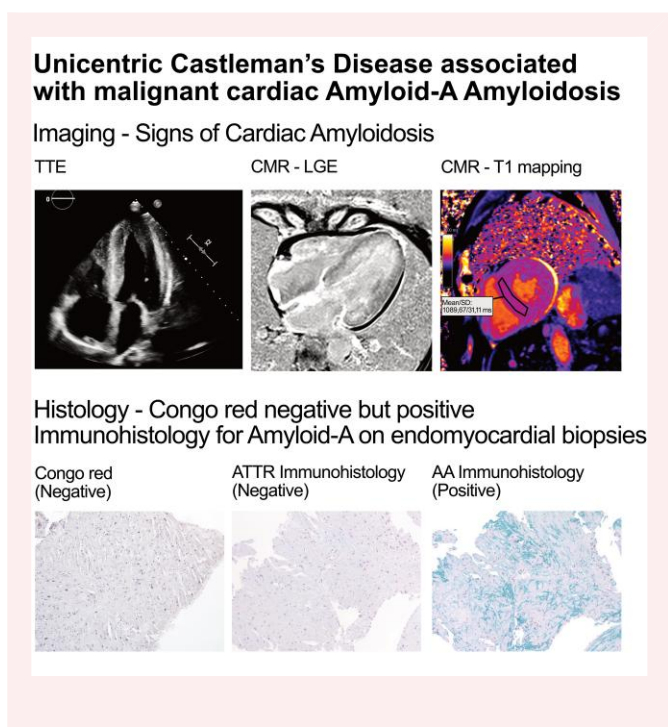 Unicentric Castleman’s Disease associated
with malignant cardiac Amyloid-A Amyloidosis
Imaging - Signs of Cardiac Amyloidosis
TTE
CMR - LGE
CMR - T1 mapping
Mean/SD:
1089,67/31,11 ms
Histology - Congo red negative but positive
Immunohistology for Amyloid-A on endomyocardial biopsies
Congo red
(Negative)
ATTR Immunohistology
(Negative)
AA Immunohistology
(Positive)